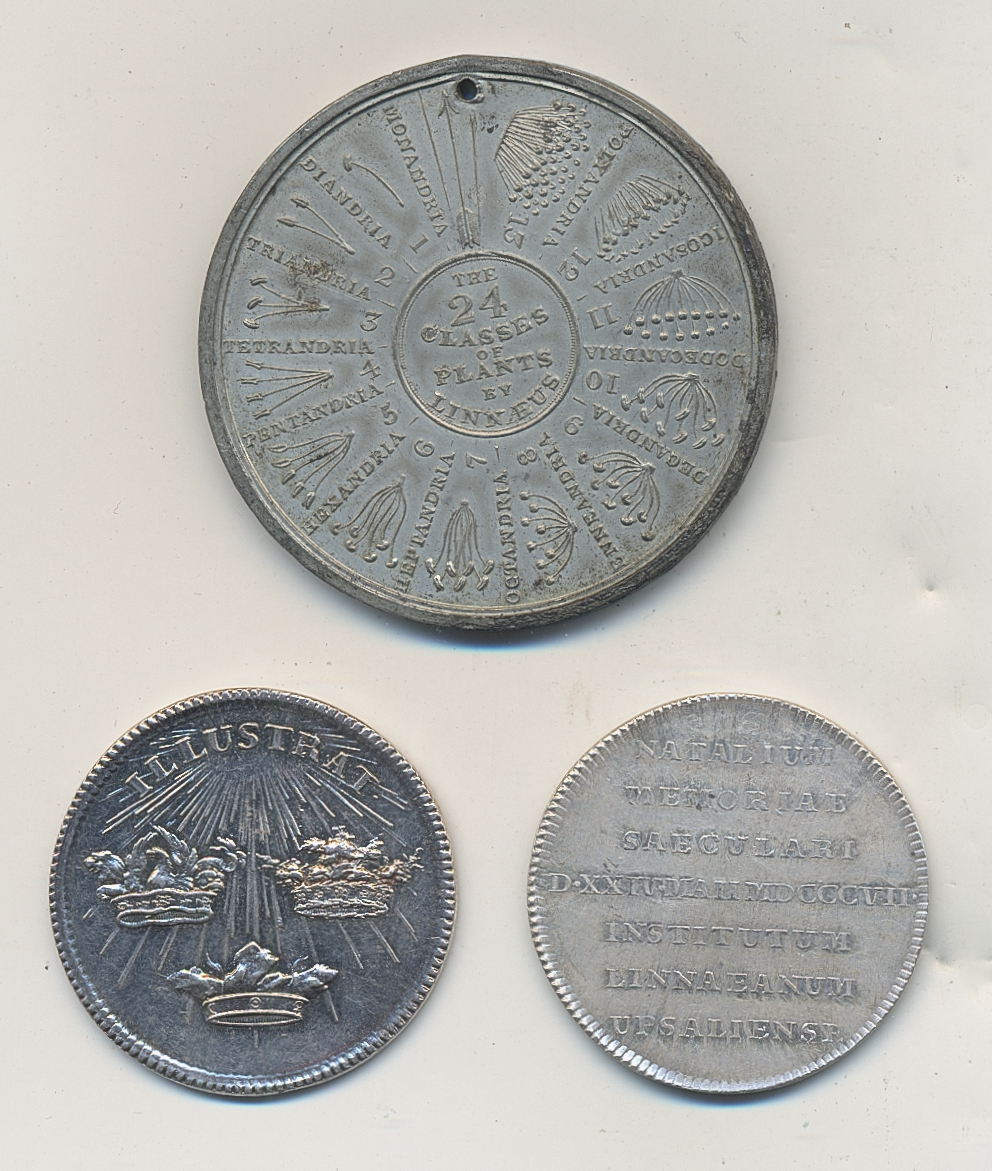 MONANDRIA
1
DIANDRIA
2
TRIANDRIA
3
TETRANDRIA
4
PENTANDRIA
5
HEXANDRIA
6
HEPTANDRIA
7
OCTANDRIA
8
ENNEANDRIA
9
DECANDRIA
10
DODECANDRIA
11
ICOSANDRIA
12
POLYANDRIA
13
THE
24
CLASSES
OF
PLANTS
BY
LINNÆUS
ILLUSTRAT
NATALIUM
MEMORIAE
SAECULARI
D·XXIV·MAII MDCCCVII·
INSTITUTUM
LINNAEANUM
UPSALIENSE